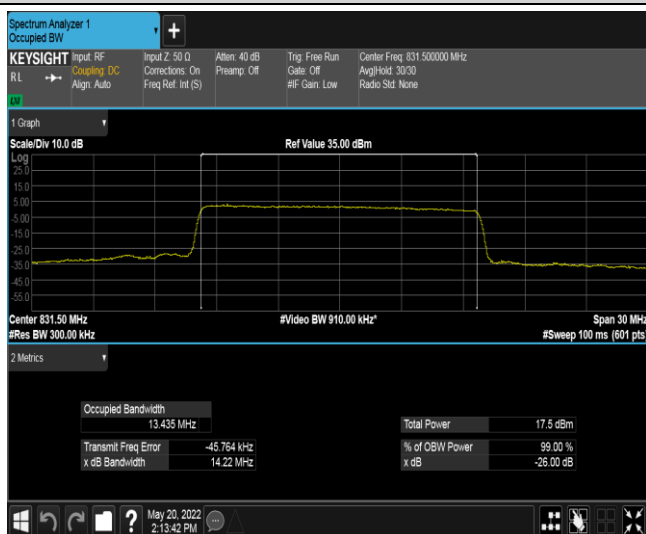 Spectrum Analyzer 1
Occupied BW
+
KEYSIGHT
RL
Input: RF
Coupling: DC
Align: Auto
Input Z: 50 Ω
Corrections: On
Freq Ref: Int (S)
Atten: 40 dB
Preamp: Off
Trig: Free Run
Gate: Off
#IF Gain: Low
Center Freq: 831.500000 MHz
Avg|Hold: 30/30
Radio Std: None
1 Graph
Scale/Div 10.0 dB
Ref Value 35.00 dBm
Log
25.0
15.0
5.00
-5.00
-15.0
-25.0
-35.0
-45.0
-55.0
Center 831.50 MHz
#Video BW 910.00 kHz*
Span 30 MHz
#Res BW 300.00 kHz
#Sweep 100 ms (601 pts)
2 Metrics
Occupied Bandwidth
13.435 MHz
Total Power 17.5 dBm
Transmit Freq Error -45.764 kHz
% of OBW Power 99.00 %
x dB Bandwidth 14.22 MHz
x dB -26.00 dB
?
May 20, 2022
2:13:42 PM